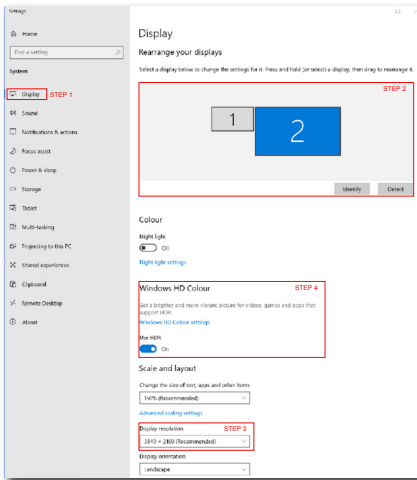 Settings
Home
Find a setting
System
Display STEP 1
Sound
Notifications & actions
Focus assist
Power & sleep
Storage
Tablet
Multi-tasking
Projecting to this PC
Shared experiences
Clipboard
Remote Desktop
About
Display
Rearrange your displays
Select a display below to change the settings for it. Press and hold (or select) a display, then drag to rearrange it.
STEP 2
1
2
Identify Detect
Colour
Night light
Off
Night light settings
Windows HD Colour STEP 4
Get a brighter and more vibrant picture for videos, games and apps that
support HDR.
Windows HD Colour settings
Use HDR
On
Scale and layout
Change the size of text, apps and other items
(Recommended)
Advanced scaling settings
Display resolution STEP 3
3840 × 2160 (Recommended)
Display orientation
Landscape